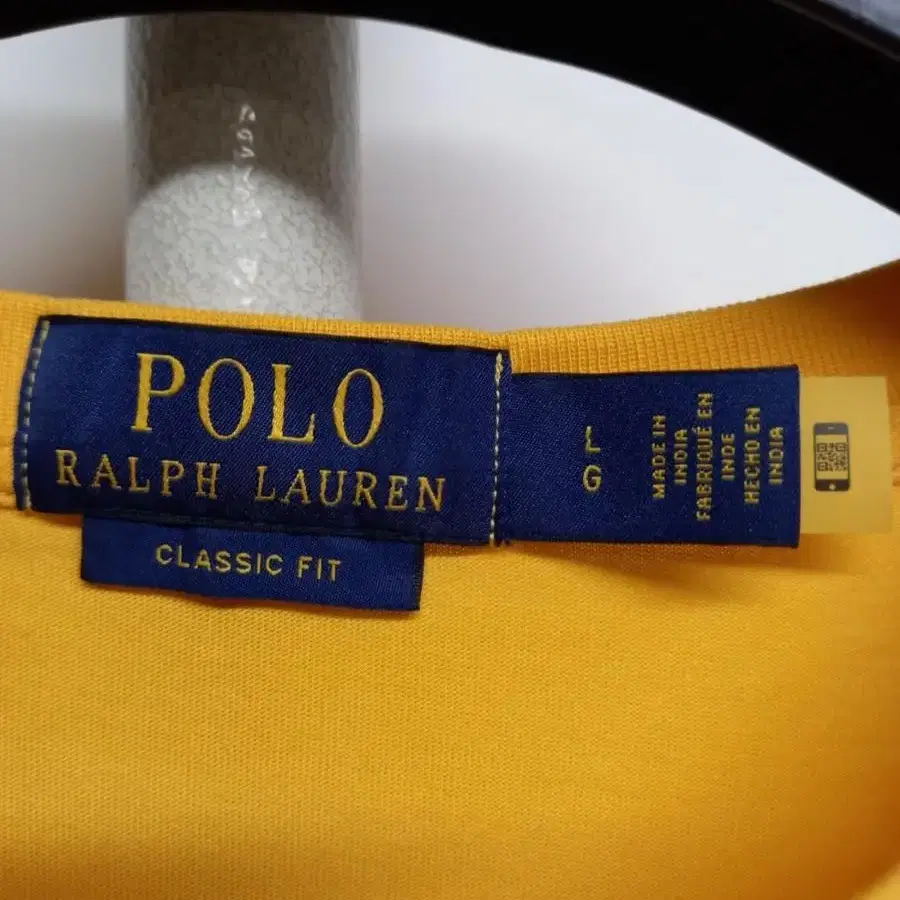 POLO
RALPH LAUREN
CLASSIC FIT
L
G
MADE IN
INDIA
FABRIQUÉ EN
INDE
HECHO EN
INDIA